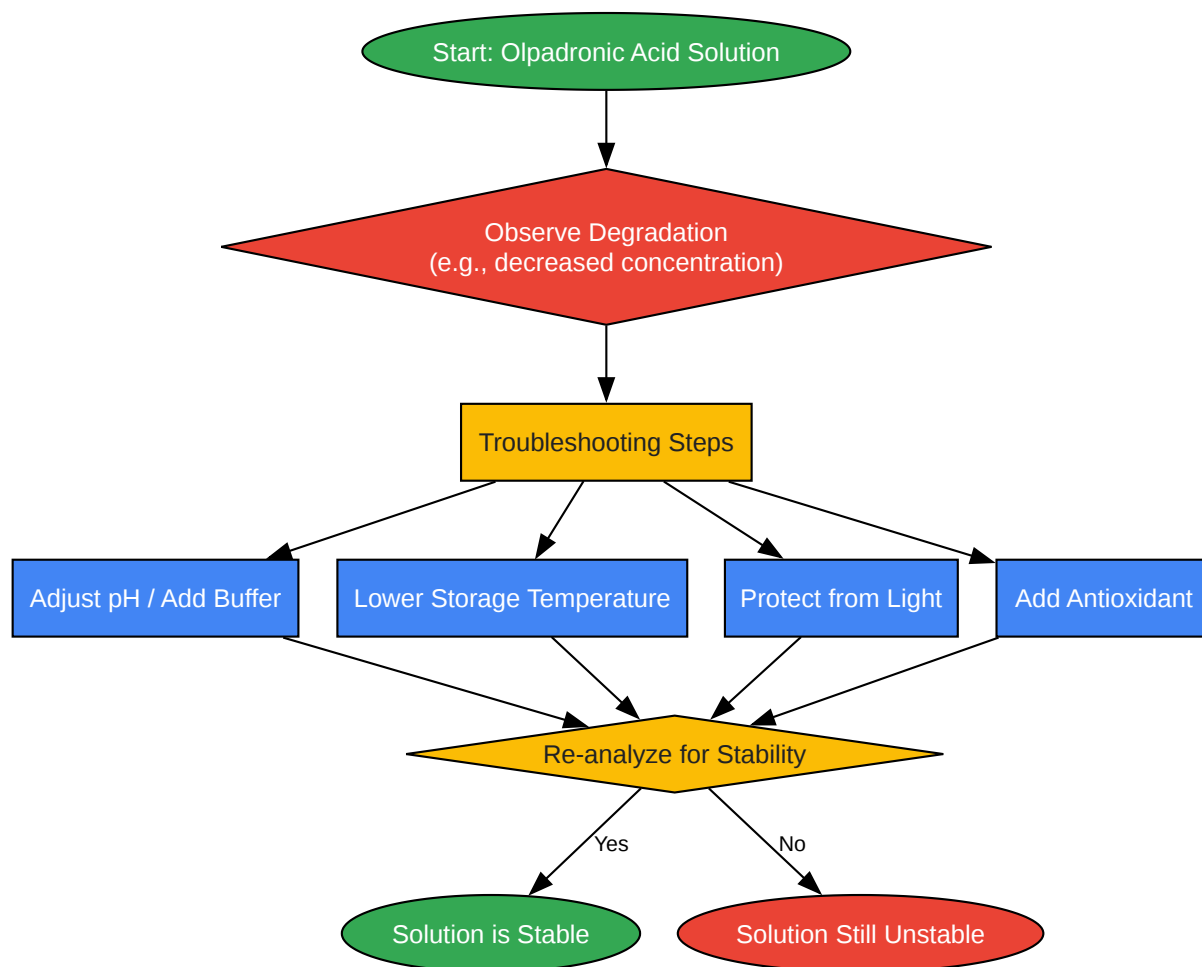 Start: Olpadronic Acid Solution
Observe Degradation
(e.g., decreased concentration)
Troubleshooting Steps
Adjust pH / Add Buffer
Lower Storage Temperature
Protect from Light
Add Antioxidant
Re-analyze for Stability
Yes
No
Solution is Stable
Solution Still Unstable